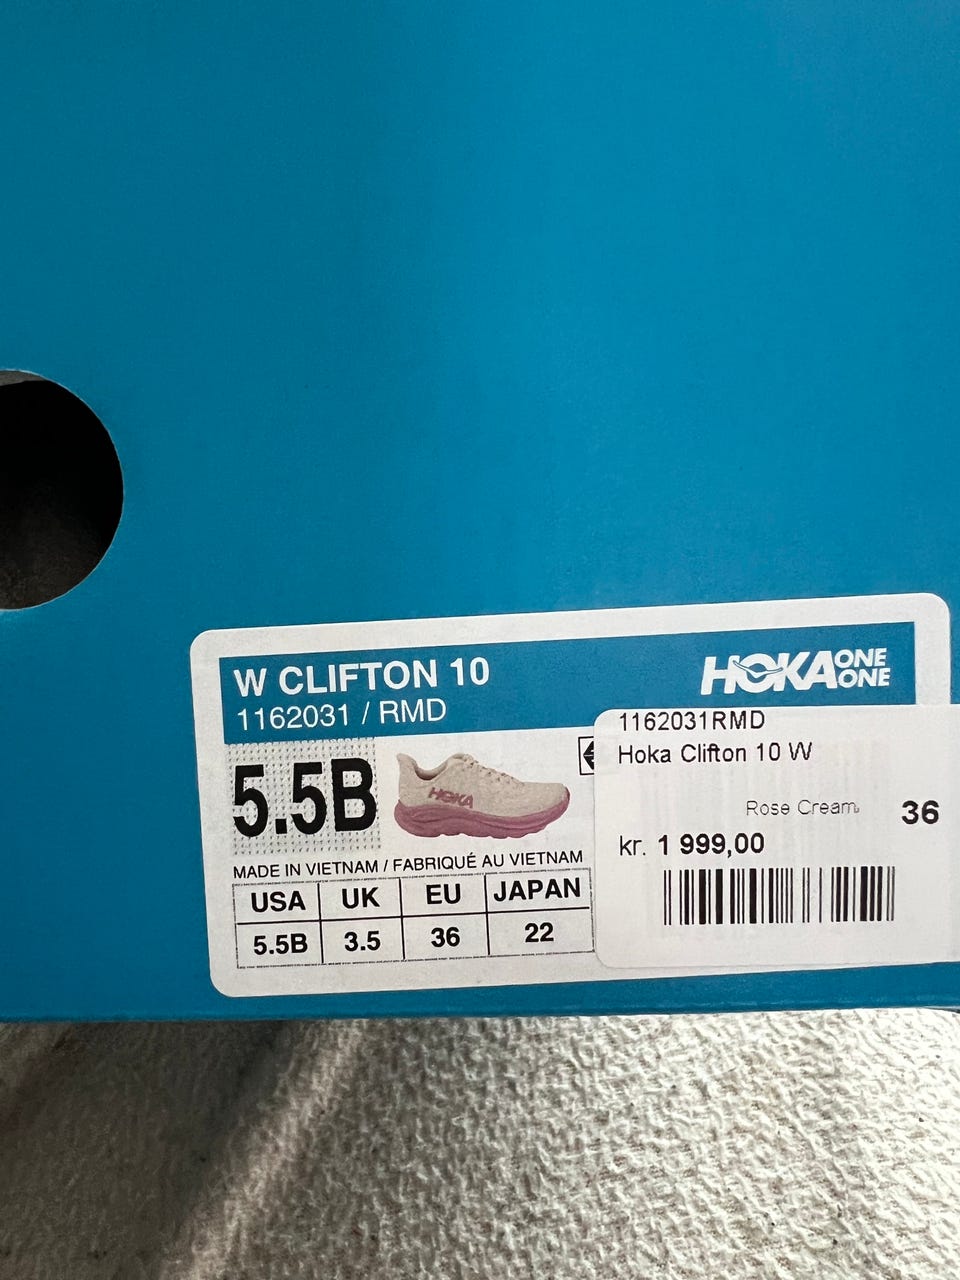 W CLIFTON 10
1162031 / RMD
HOKA ONE ONE
5.5B
HOKA
MADE IN VIETNAM / FABRIQUÉ AU VIETNAM
USA UK EU JAPAN
5.5B 3.5 36 22
1162031RMD
Hoka Clifton 10 W
Rose Cream 36
kr. 1 999,00